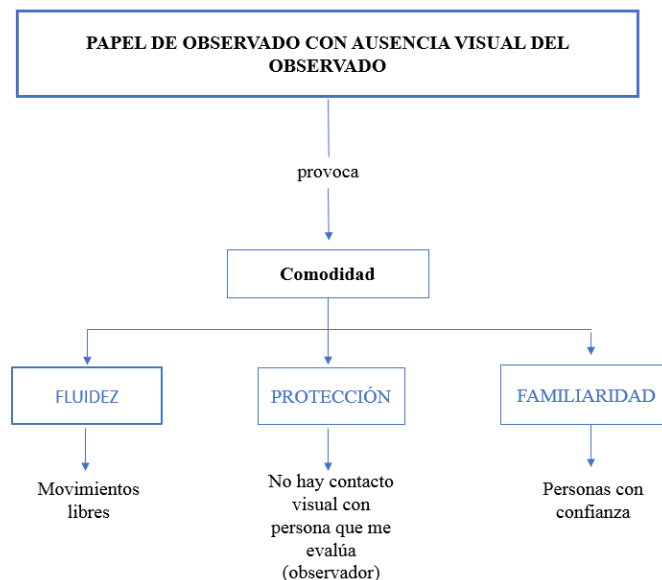 PAPEL DE OBSERVADO CON AUSENCIA VISUAL DEL
OBSERVADO
provoca
Comodidad
FLUIDEZ
PROTECCIÓN
FAMILIARIDAD
Movimientos
libres
No hay contacto
visual con
persona que me
evalúa
(observador)
Personas con
confianza